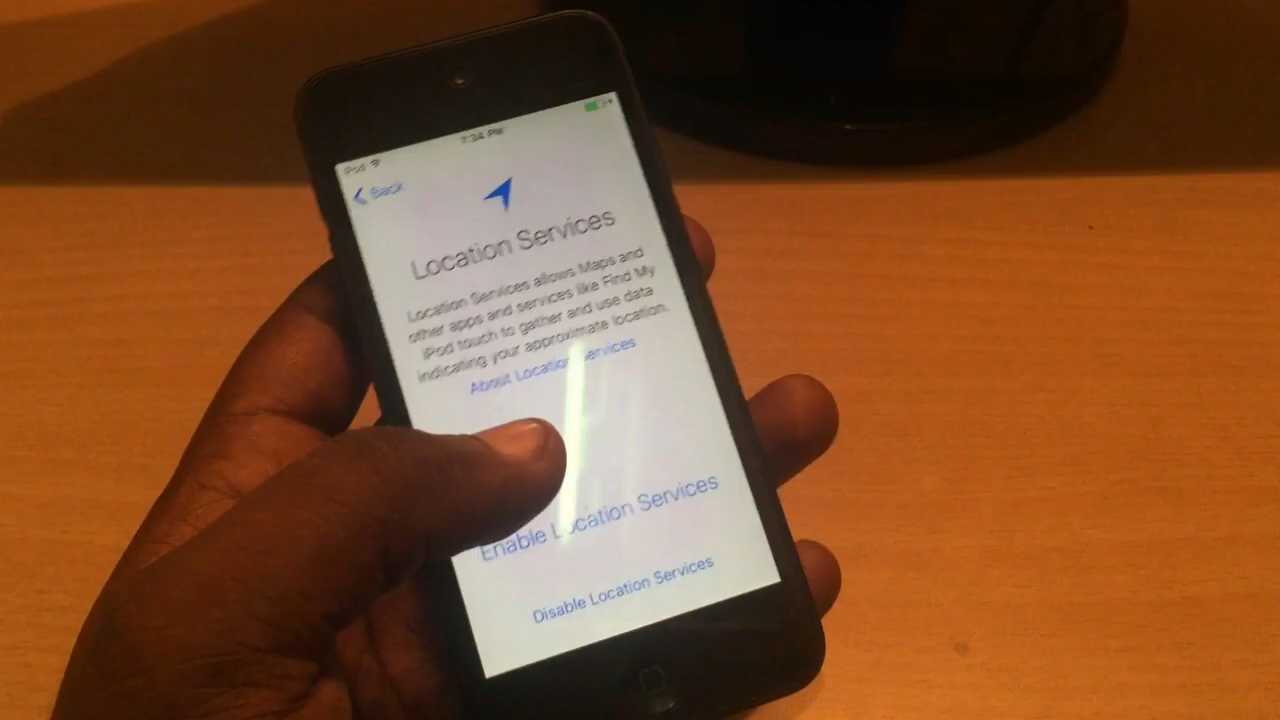 iPod
7:34 PM
Back
Location Services
Location Services allows Maps and
other apps and services like Find My
iPod touch to gather and use data
indicating your approximate location.
About Location Services
Enable Location Services
Disable Location Services